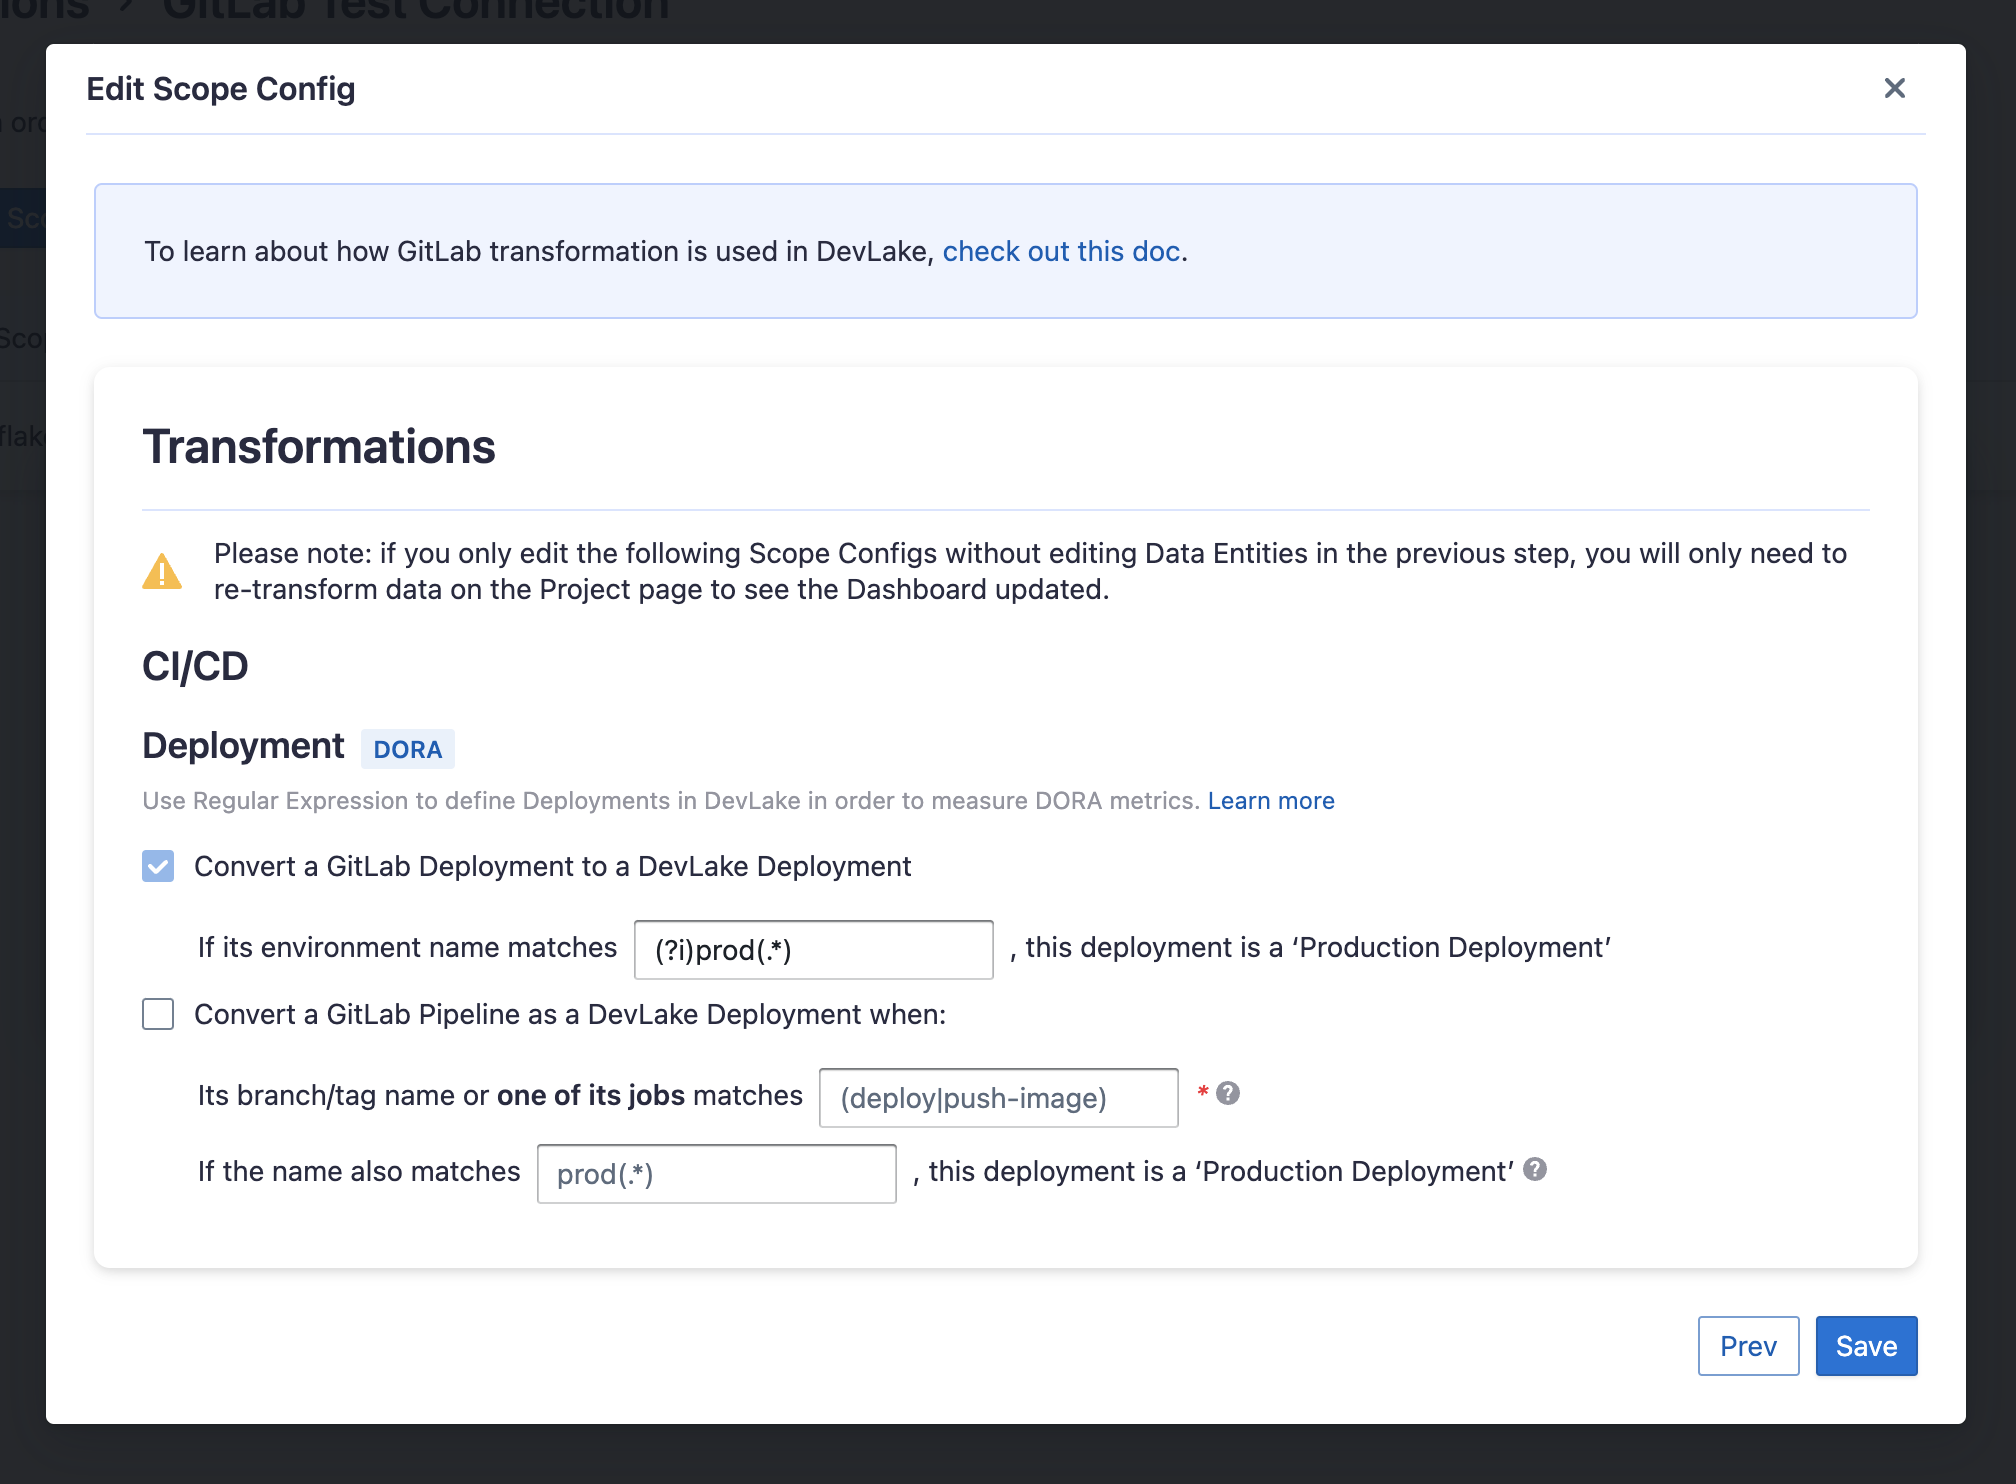 GitLab Test Connection
Edit Scope Config
To learn about how GitLab transformation is used in DevLake, check out this doc.
Transformations
Please note: if you only edit the following Scope Configs without editing Data Entities in the previous step, you will only need to
re-transform data on the Project page to see the Dashboard updated.
CI/CD
Deployment DORA
Use Regular Expression to define Deployments in DevLake in order to measure DORA metrics. Learn more
Convert a GitLab Deployment to a DevLake Deployment
If its environment name matches (?i)prod(.*) , this deployment is a ‘Production Deployment’
Convert a GitLab Pipeline as a DevLake Deployment when:
Its branch/tag name or one of its jobs matches (deploy|push-image) *
If the name also matches prod(.*) , this deployment is a ‘Production Deployment’
Prev Save